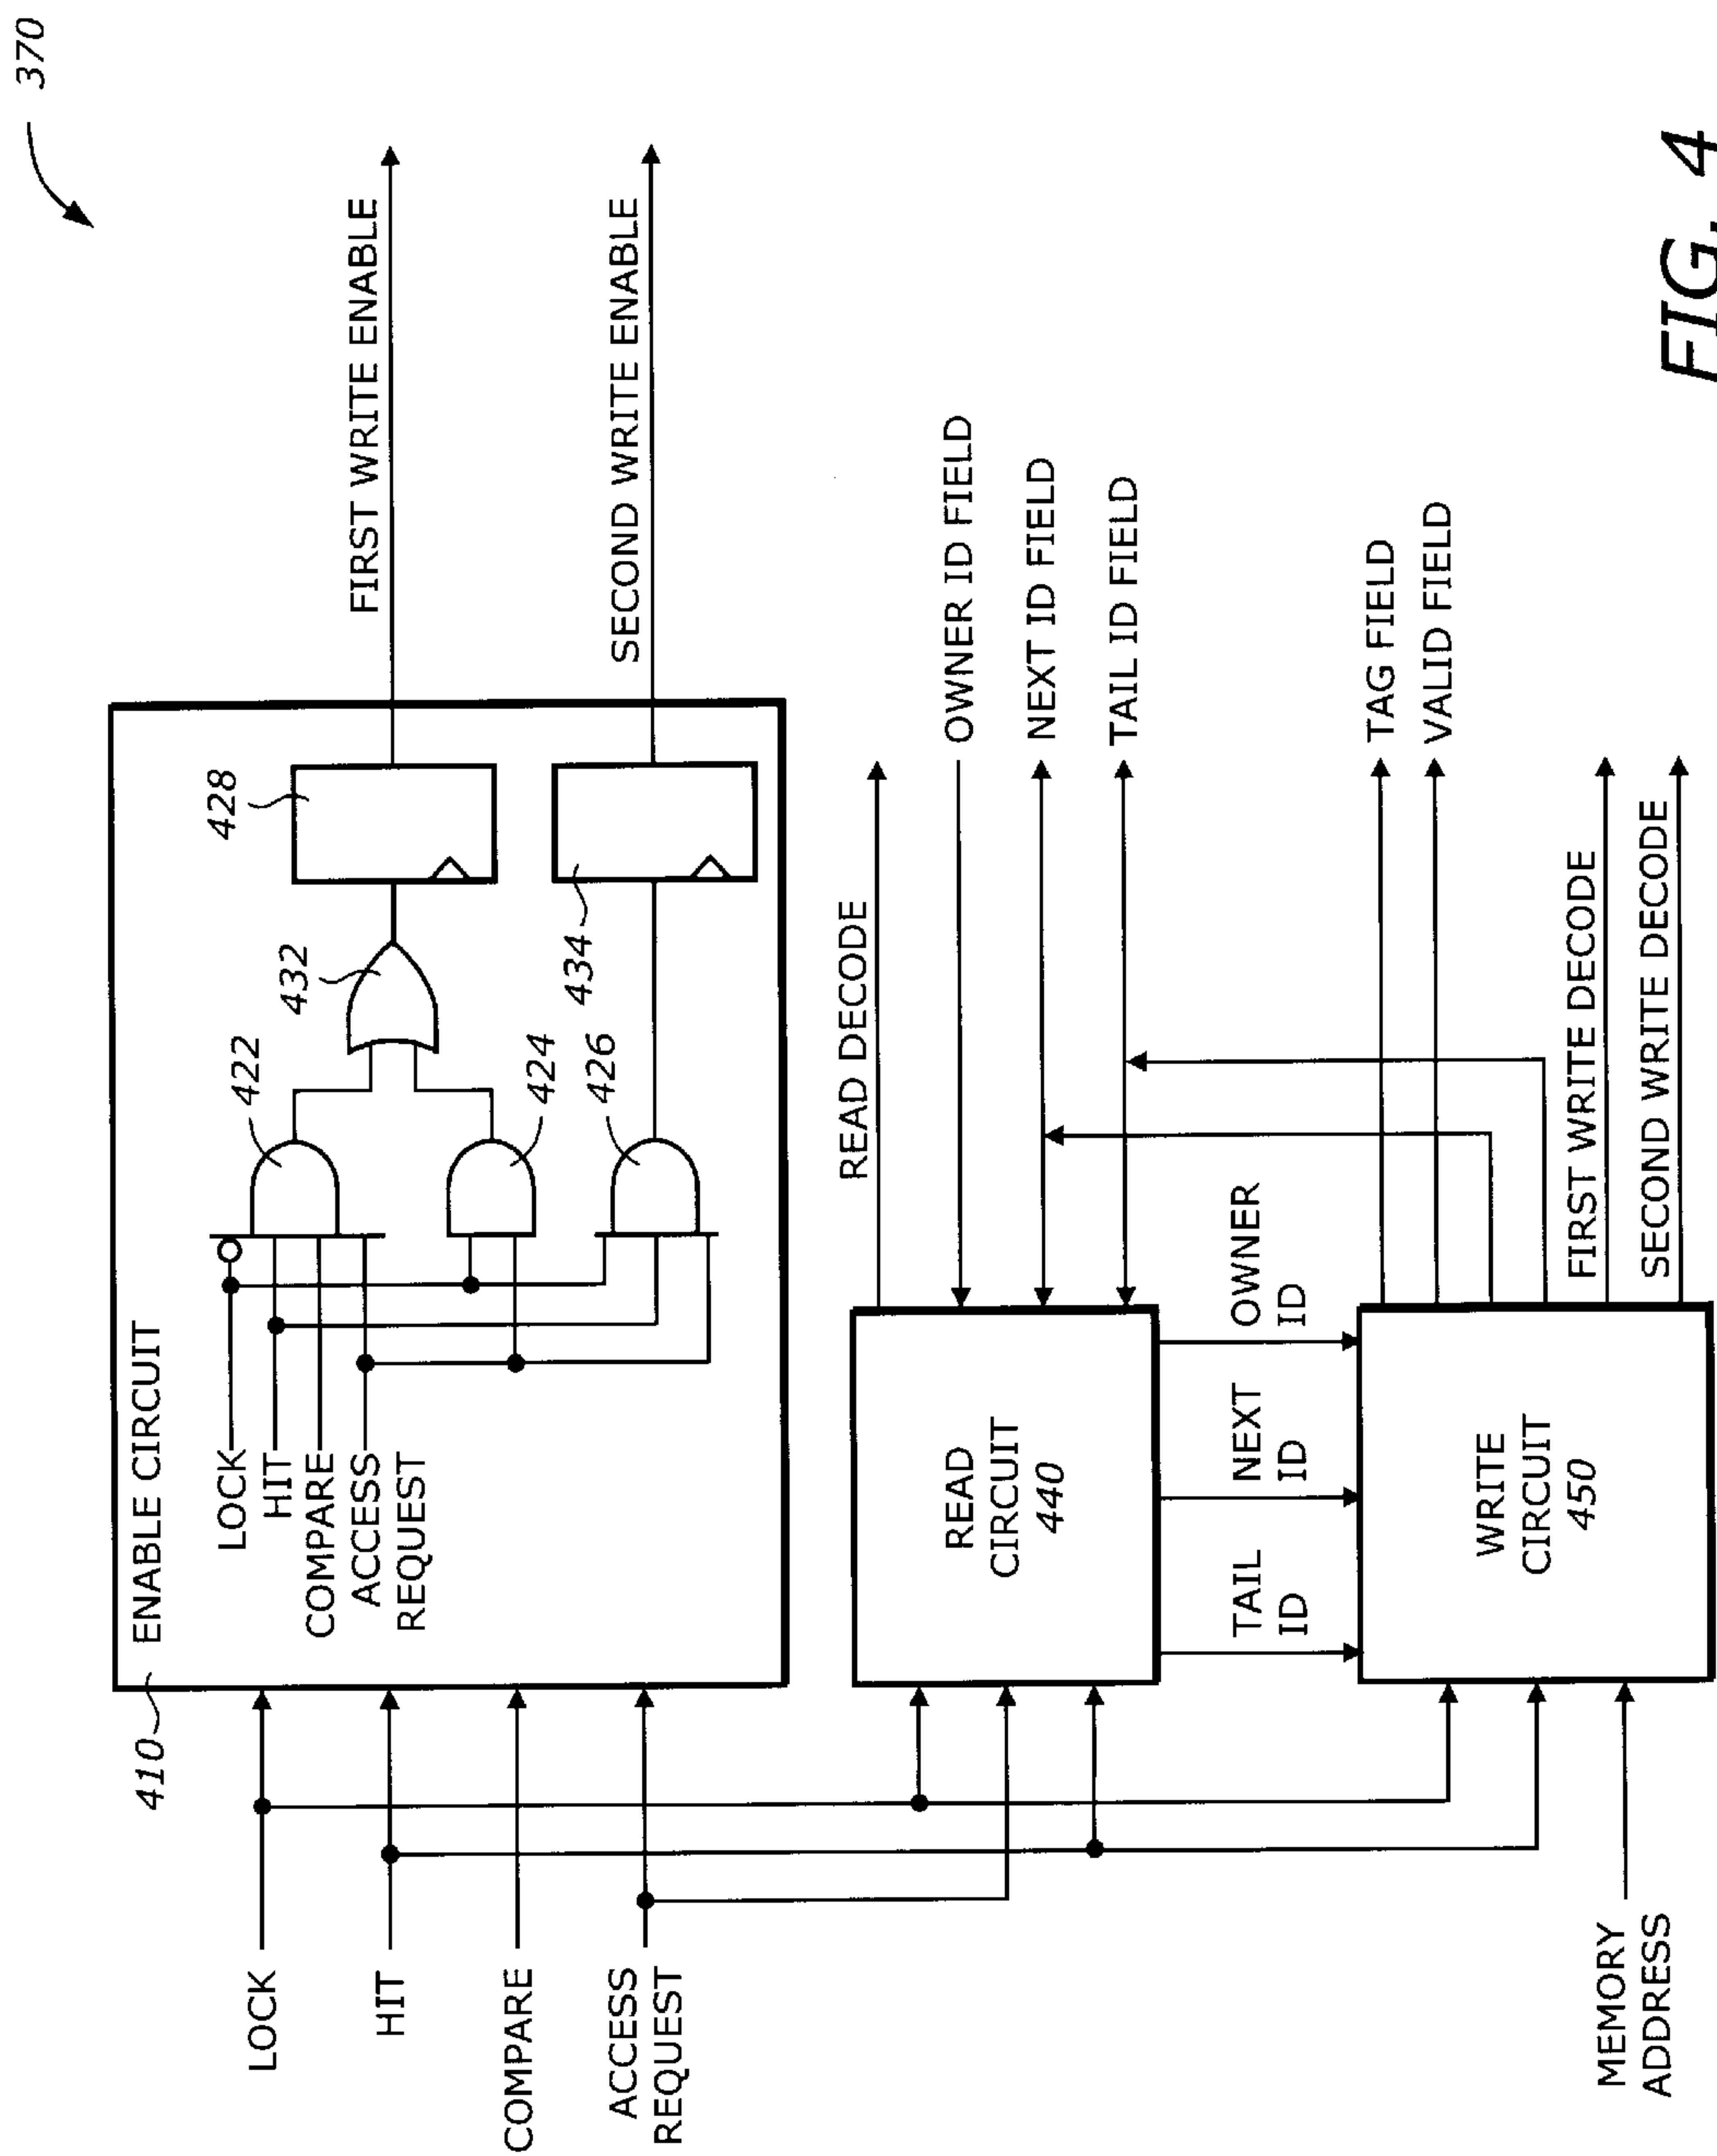 370
410
ENABLE CIRCUIT
LOCK
HIT
COMPARE
ACCESS
REQUEST
422
424
426
432
428
434
FIRST WRITE ENABLE
SECOND WRITE ENABLE
LOCK
HIT
COMPARE
ACCESS
REQUEST
READ DECODE
OWNER ID FIELD
NEXT ID FIELD
TAIL ID FIELD
READ
CIRCUIT
440
TAIL
ID
NEXT
ID
OWNER
ID
TAG FIELD
VALID FIELD
WRITE
CIRCUIT
450
FIRST WRITE DECODE
SECOND WRITE DECODE
MEMORY
ADDRESS
FIG. 4